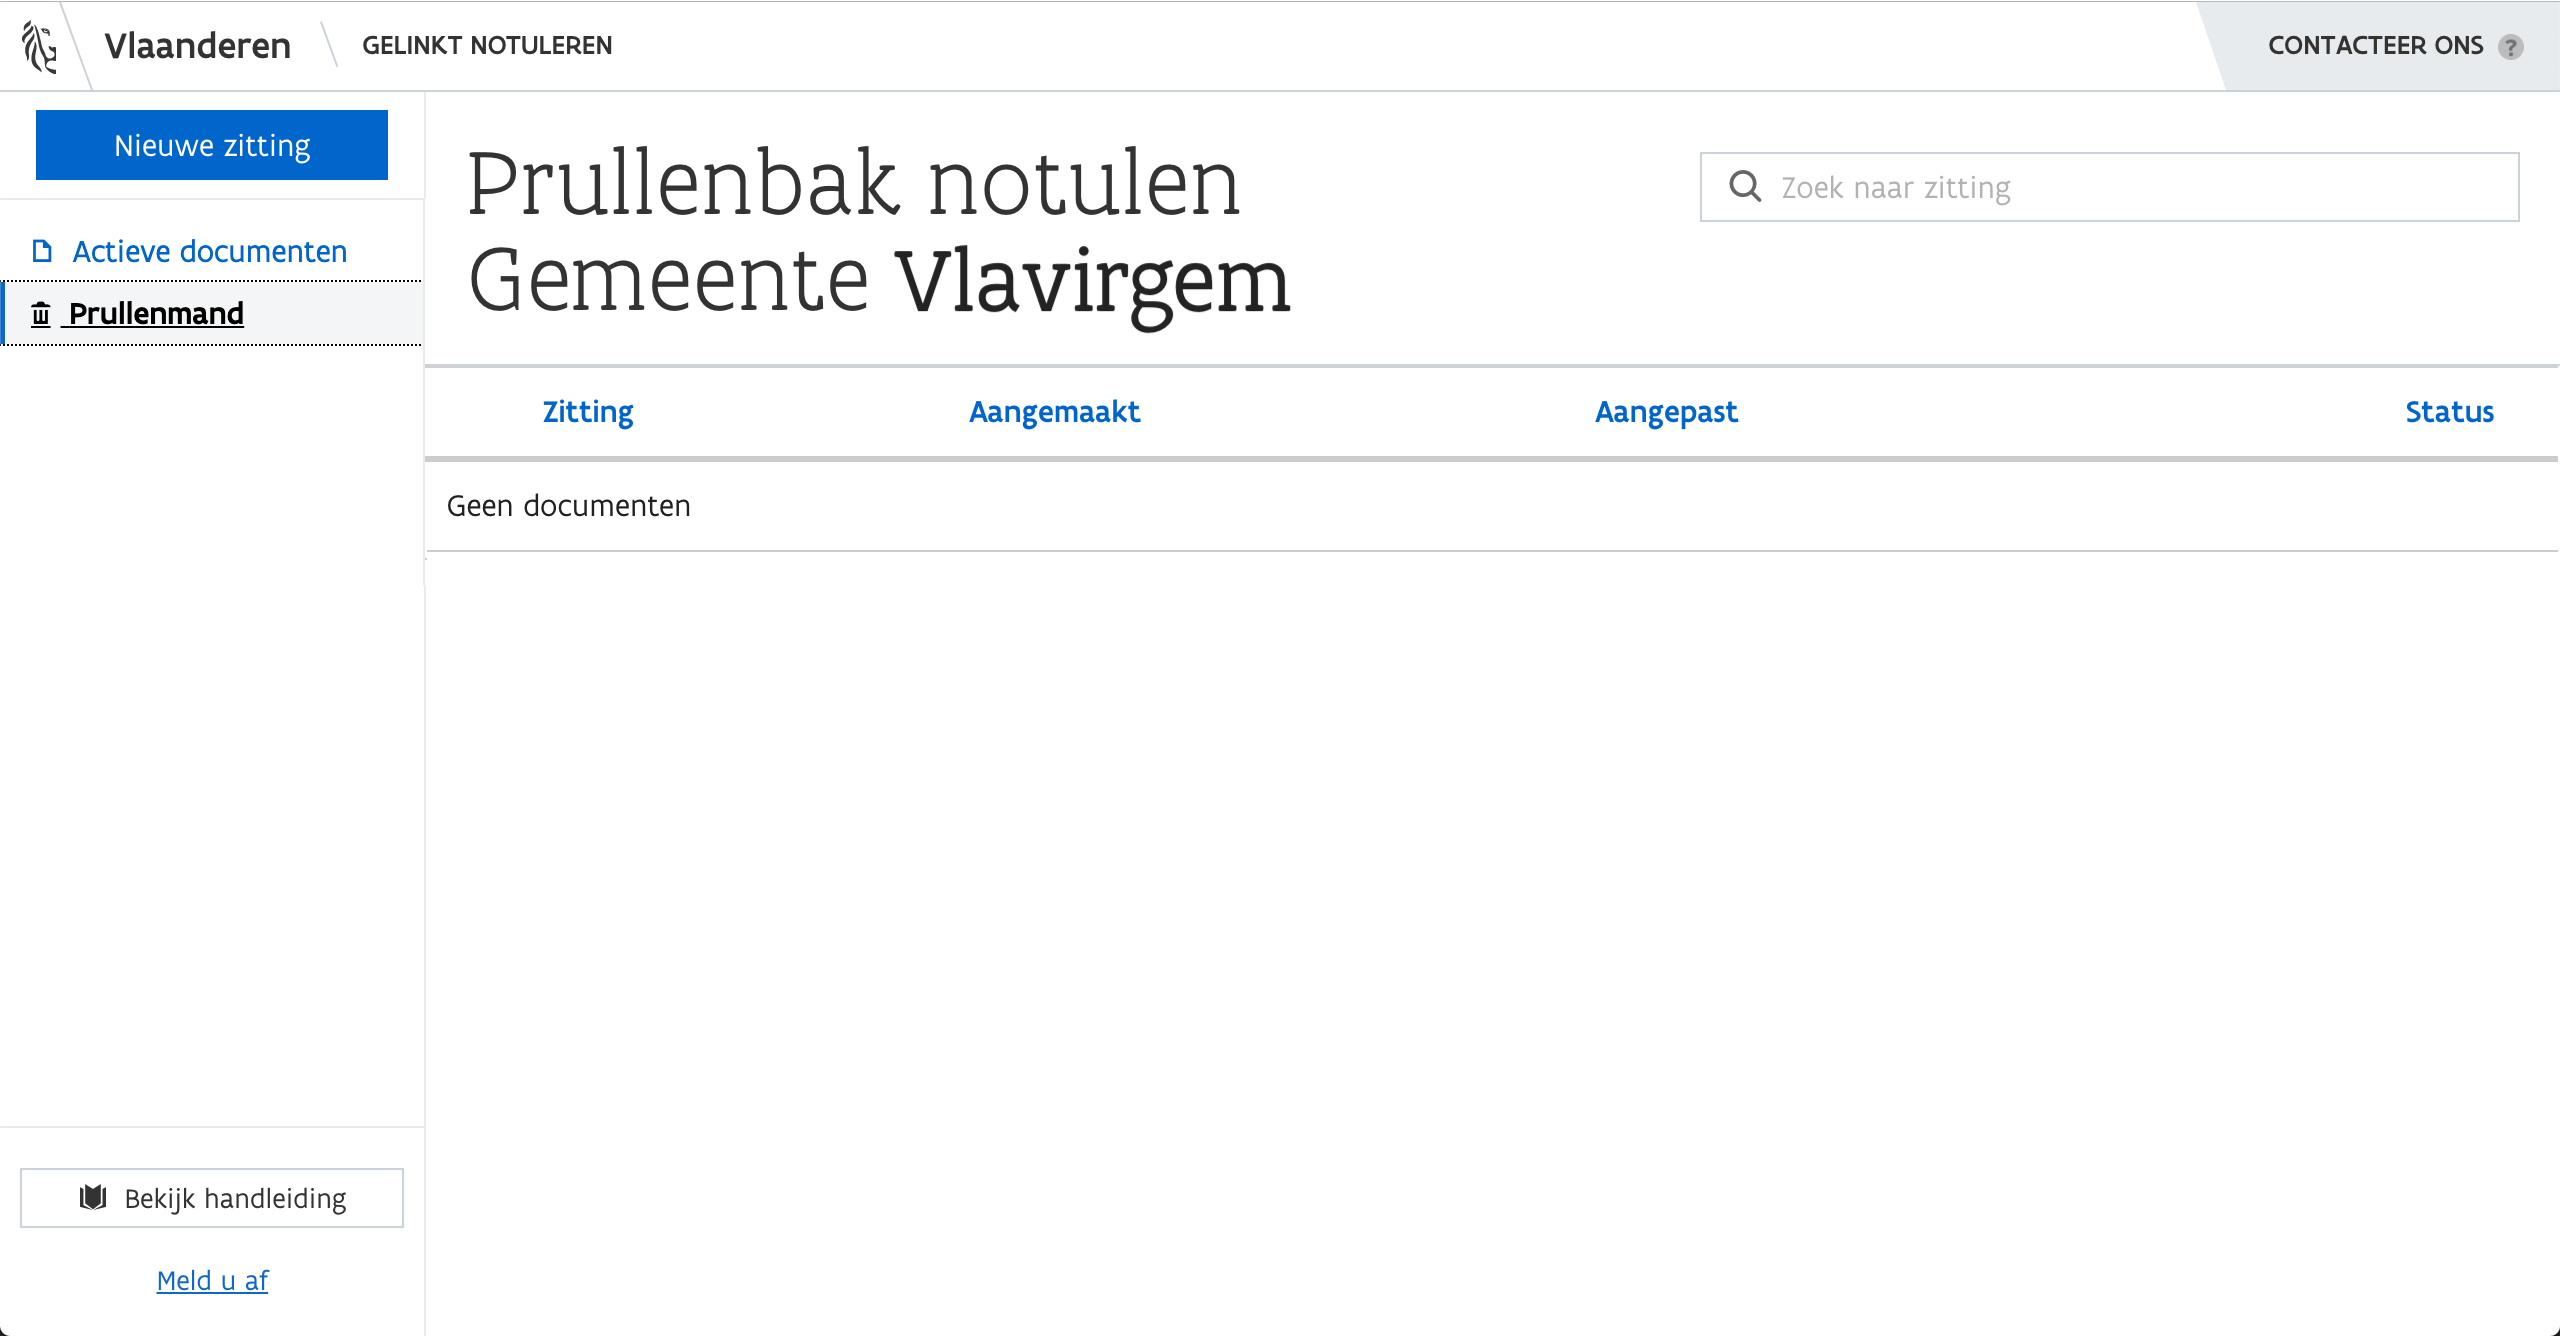 Vlaanderen
GELINKT NOTULEREN
CONTACTEER ONS ?
Nieuwe zitting
Actieve documenten
Prullenmand
Prullenbak notulen
Gemeente Vlavirgem
Zoek naar zitting
Zitting Aangemaakt Aangepast Status
Geen documenten
Bekijk handleiding
Meld u af